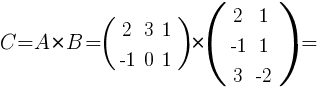 C = A * B = ( 2 3 1 ; -1 0 1 ) * ( 2 1 ; -1 1 ; 3 -2 ) =